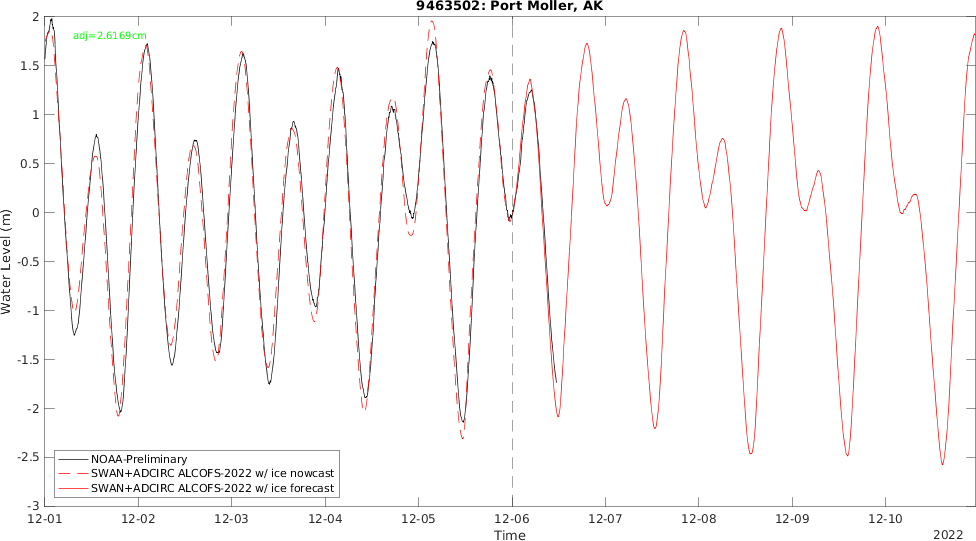 9463502: Port Moller, AK
adj=2.6169cm
2
1.5
1
0.5
0
-0.5
-1
-1.5
-2
-2.5
-3
Water Level (m)
NOAA-Preliminary
SWAN+ADCIRC ALCOFS-2022 w/ ice nowcast
SWAN+ADCIRC ALCOFS-2022 w/ ice forecast
12-01 12-02 12-03 12-04 12-05 12-06 12-07 12-08 12-09 12-10
Time
2022